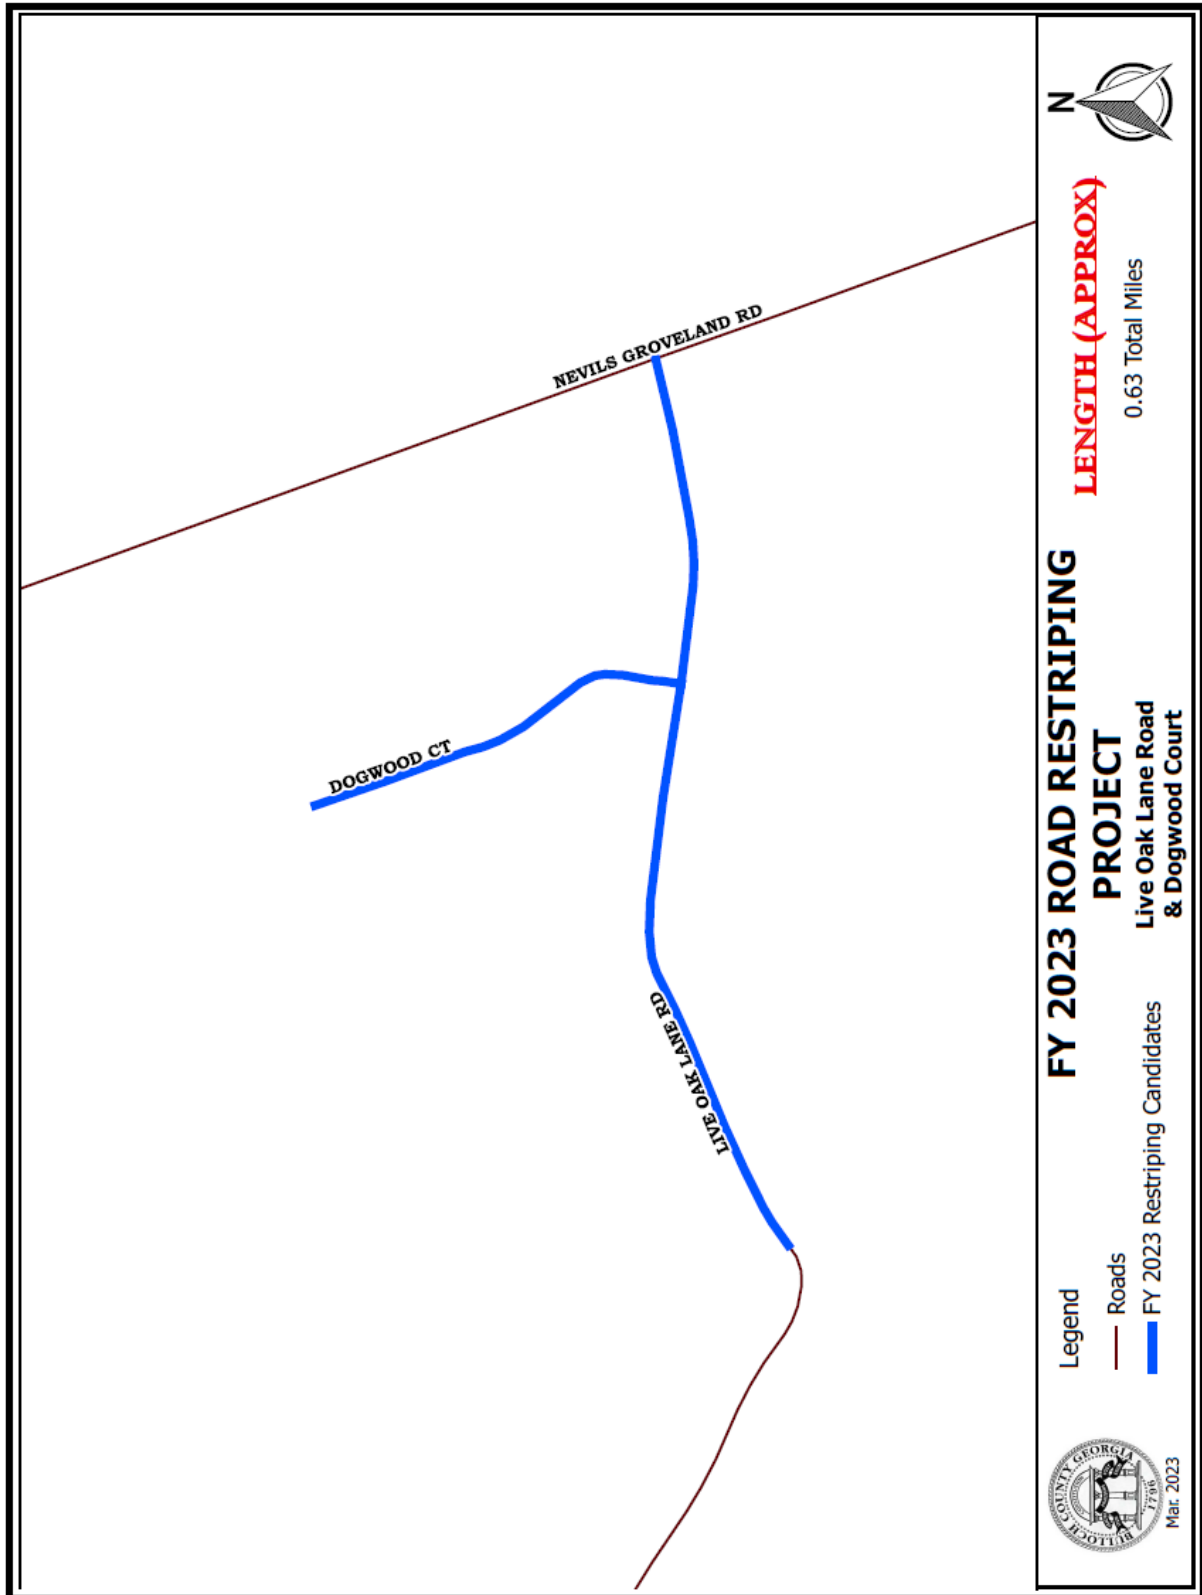 NEVILS GROVELAND RD
DOGWOOD CT
LIVE OAK LANE RD
BULLOCH COUNTY GEORGIA
1796
Mar. 2023
Legend
Roads
FY 2023 Restriping Candidates
FY 2023 ROAD RESTRIPING
PROJECT
Live Oak Lane Road
& Dogwood Court
LENGTH (APPROX)
0.63 Total Miles
N